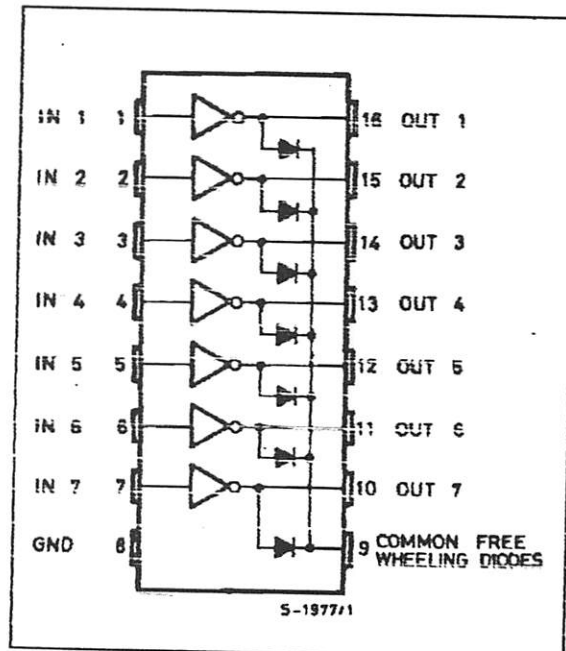 IN 1 1 16 OUT 1
IN 2 2 15 OUT 2
IN 3 3 14 OUT 3
IN 4 4 13 OUT 4
IN 5 5 12 OUT 5
IN 6 6 11 OUT 6
IN 7 7 10 OUT 7
GND 8 9 COMMON FREE
WHEELING DIODES
S-1977/1